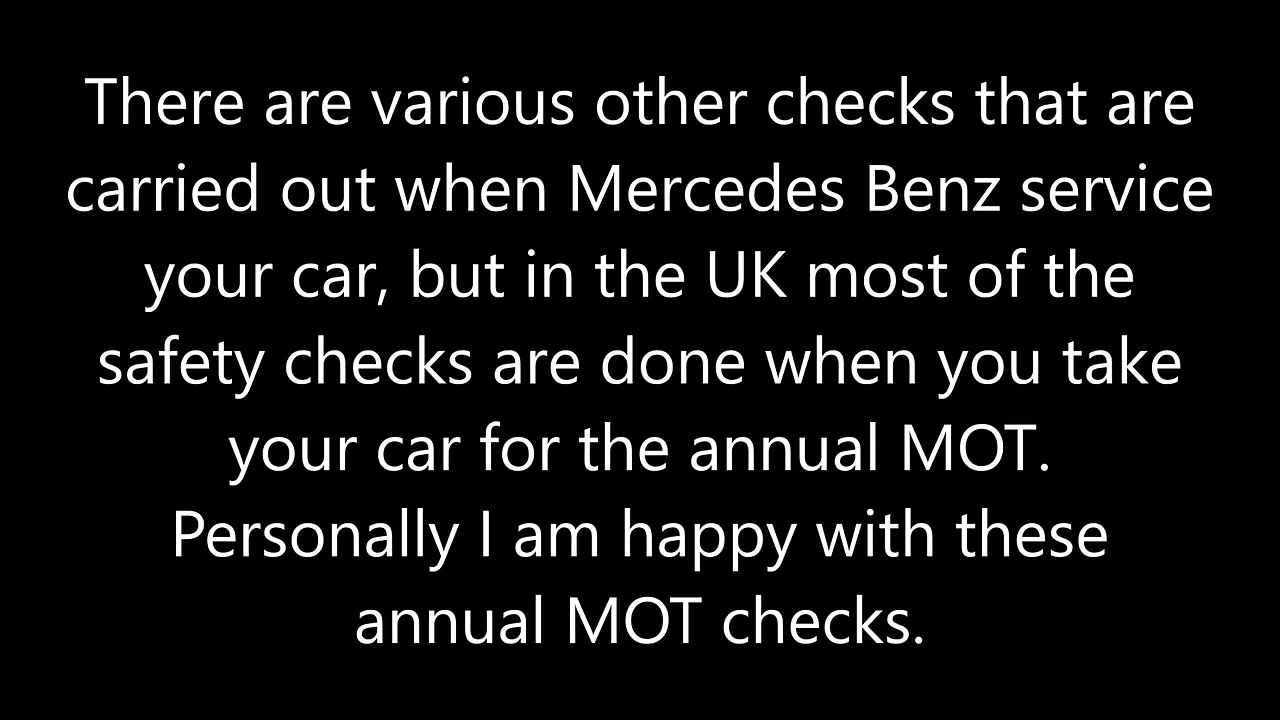 There are various other checks that are
carried out when Mercedes Benz service
your car, but in the UK most of the
safety checks are done when you take
your car for the annual MOT.
Personally I am happy with these
annual MOT checks.